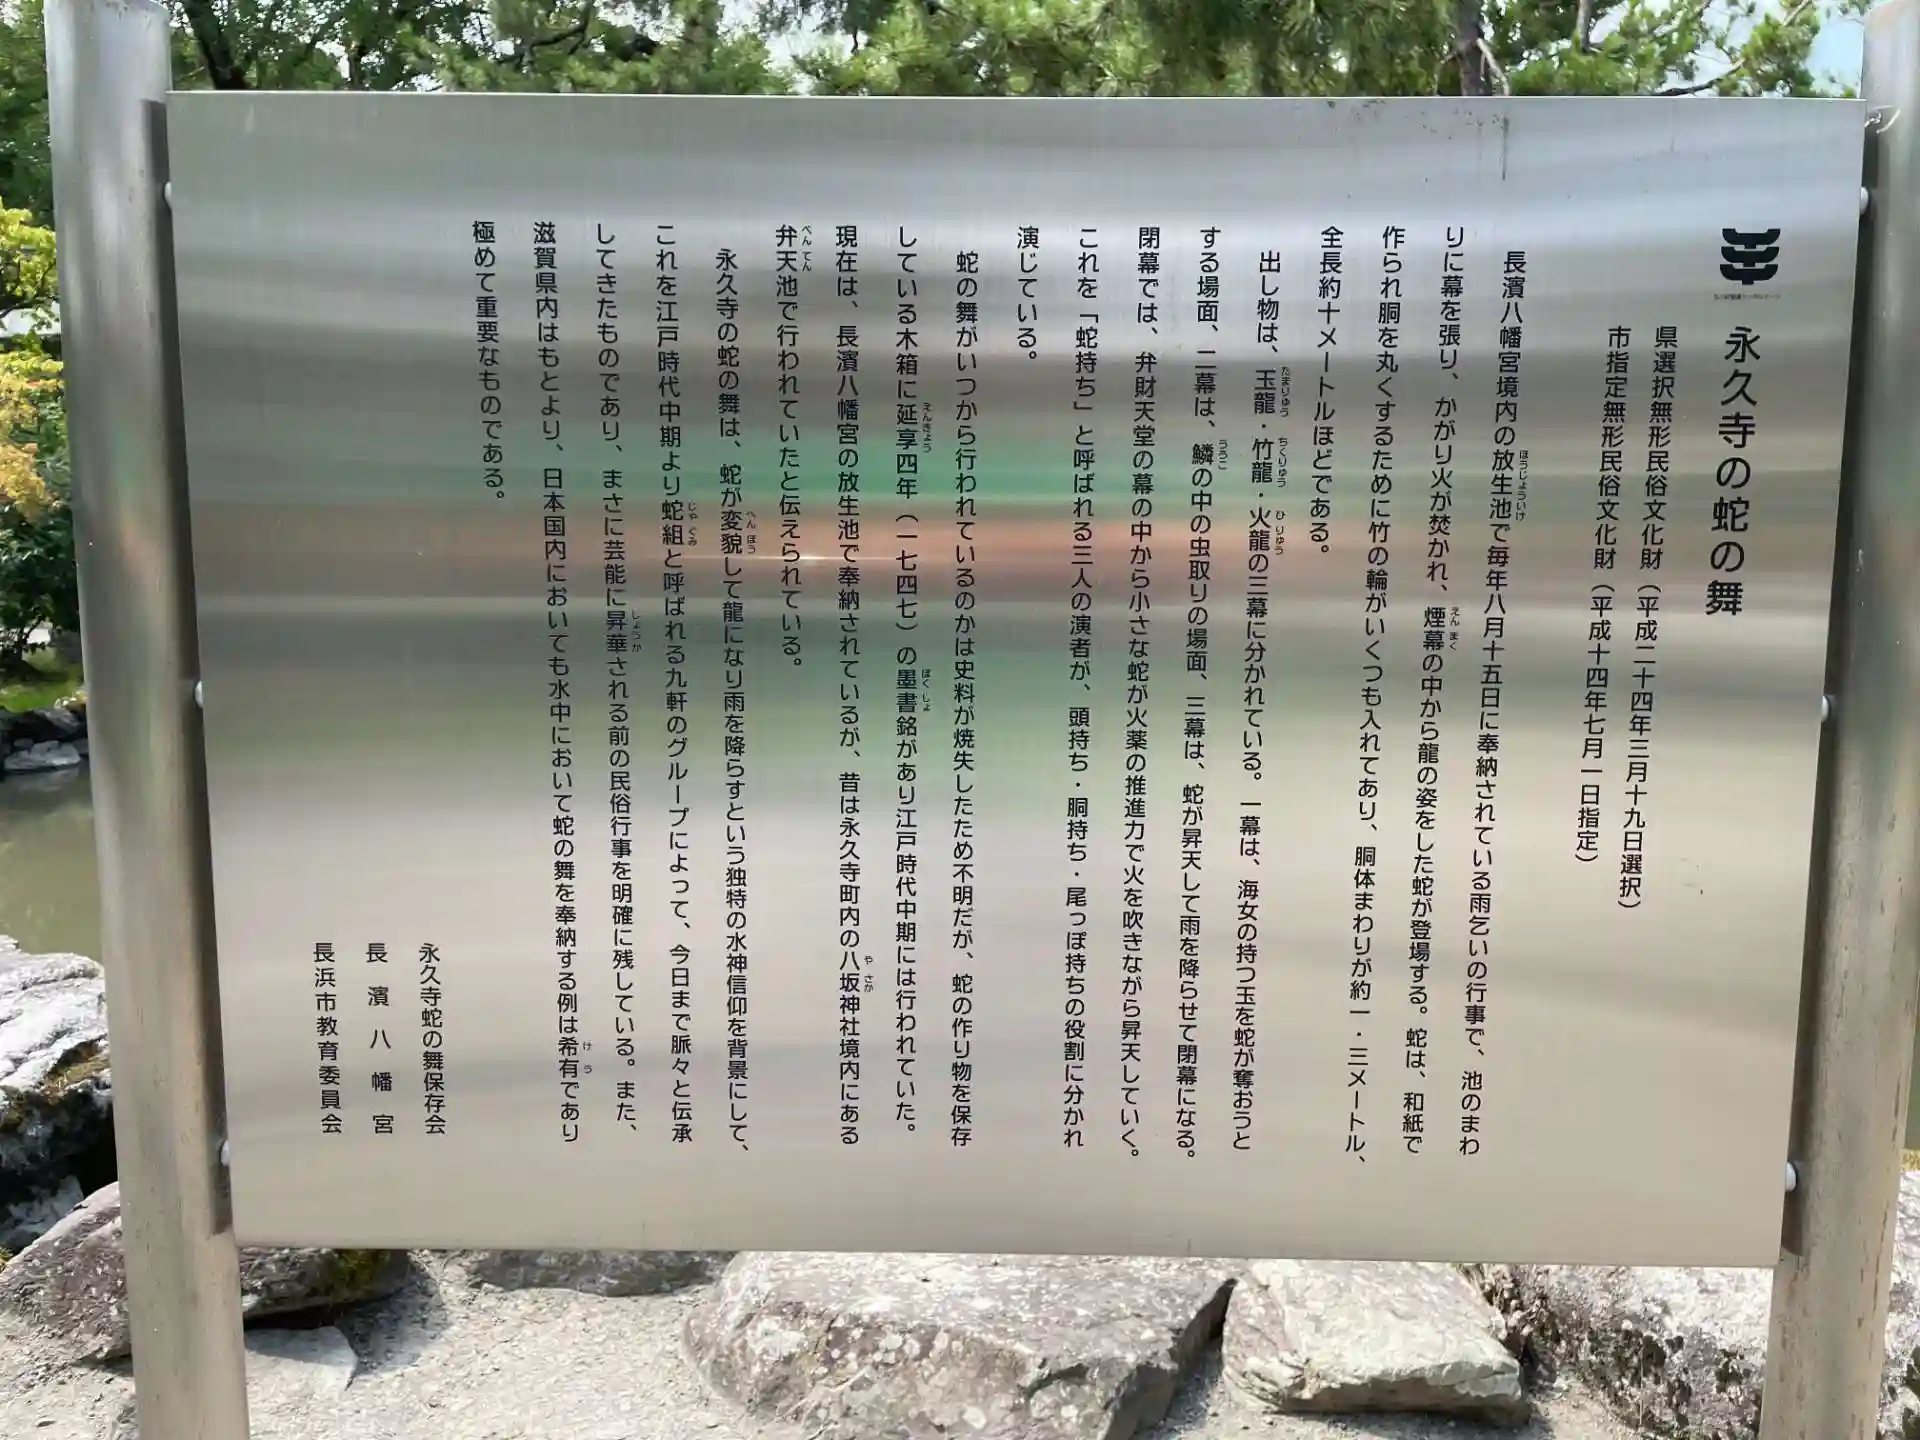 永久寺の蛇の舞
県選択無形民俗文化財(平成二十四年三月十九日選択)
市指定無形民俗文化財(平成十四年七月一日指定)
長濱八幡宮境内の放生池で毎年八月十五日に奉納されている雨乞いの行事で、池のまわ
りに幕を張り、かがり火が焚かれ、煙幕の中から龍の姿をした蛇が登場する。蛇は、和紙で
作られ胴を丸くするために竹の輪がいくつも入れてあり、胴体まわりが約一・三メートル、
全長約十メートルほどである。
出し物は、玉龍・竹龍・火龍の三幕に分かれている。一幕は、海女の持つ玉を蛇が奪おうと
する場面、二幕は、鱗の中の虫取りの場面、三幕は、蛇が昇天して雨を降らせて閉幕になる。
閉幕では、弁財天堂の幕の中から小さな蛇が火薬の推進力で火を吹きながら昇天していく。
これを「蛇持ち」と呼ばれる三人の演者が、頭持ち・胴持ち・尾っぽ持ちの役割に分かれ
演じている。
蛇の舞がいつから行われているのかは史料が焼失したため不明だが、蛇の作り物を保存
している木箱に延享四年(一七四七)の墨書銘があり江戸時代中期には行われていた。
現在は、長濱八幡宮の放生池で奉納されているが、昔は永久寺町内の八坂神社境内にある
弁天池で行われていたと伝えられている。
永久寺の蛇の舞は、蛇が変貌して龍になり雨を降らすという独特の水神信仰を背景にして、
これを江戸時代中期より蛇組と呼ばれる九軒のグループによって、今日まで脈々と伝承
してきたものであり、まさに芸能に昇華される前の民俗行事を明確に残している。また、
滋賀県内はもとより、日本国内においても水中において蛇の舞を奉納する例は希有であり
極めて重要なものである。
永久寺蛇の舞保存会
長濱八幡宮
長浜市教育委員会